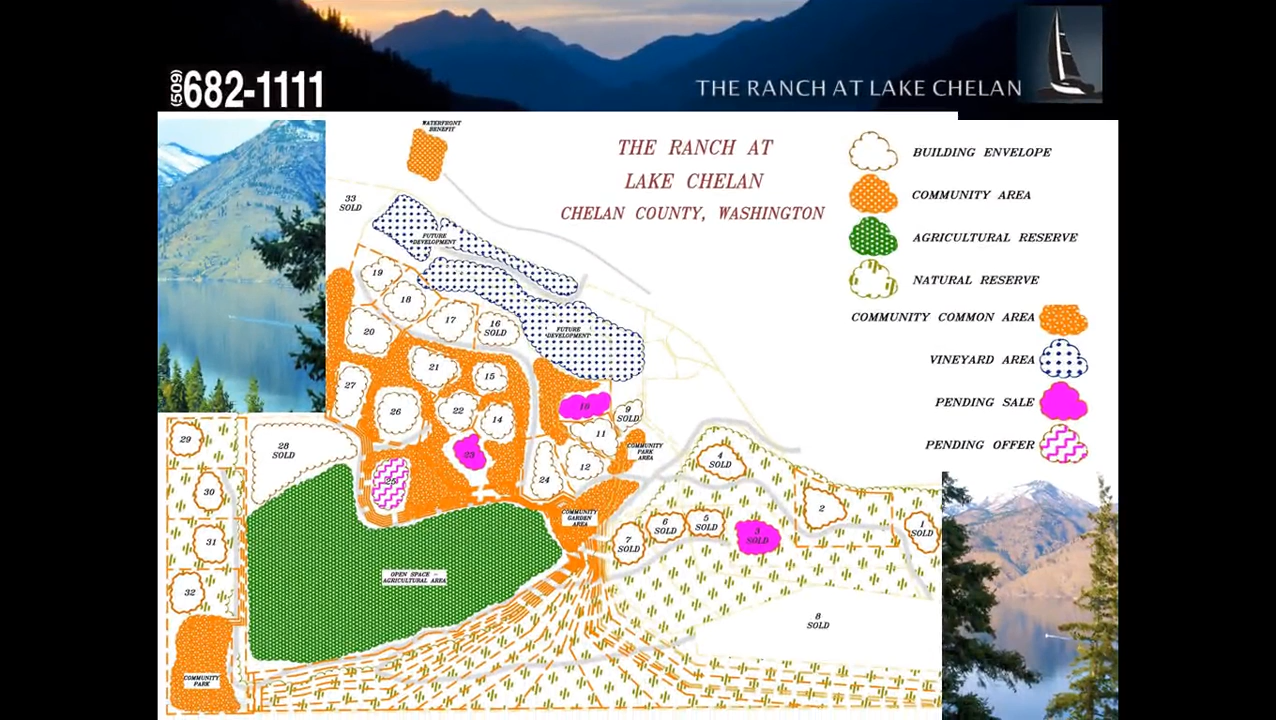 (509) 682-1111
THE RANCH AT LAKE CHELAN
WATERFRONT
BENEFIT
THE RANCH AT
LAKE CHELAN
CHELAN COUNTY, WASHINGTON
BUILDING ENVELOPE
COMMUNITY AREA
AGRICULTURAL RESERVE
NATURAL RESERVE
COMMUNITY COMMON AREA
VINEYARD AREA
PENDING SALE
PENDING OFFER
33
SOLD
FUTURE
DEVELOPMENT
19
18
17
16
SOLD
20
FUTURE
DEVELOPMENT
21
15
27
26
22
14
10
9
SOLD
11
29
28
SOLD
23
COMMUNITY
PARK
AREA
12
24
25
4
SOLD
30
2
COMMUNITY
GARDEN
AREA
6
SOLD
5
SOLD
7
SOLD
3
SOLD
1
SOLD
31
OPEN SPACE -
AGRICULTURAL AREA
32
8
SOLD
COMMUNITY
PARK